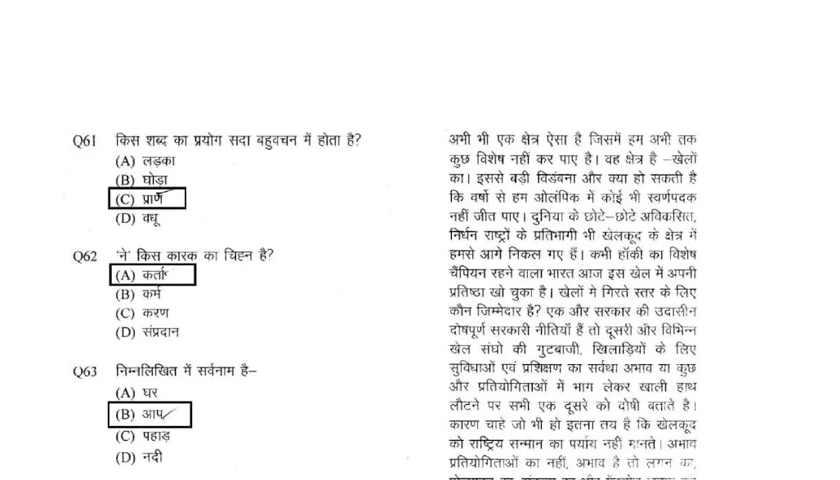 Q61 किस शब्द का प्रयोग सदा बहुवचन में होता है?
(A) लड़का
(B) घोड़ा
(C) प्राण
(D) वधू
Q62 'ने' किस कारक का चिह्न है?
(A) कर्ता
(B) कर्म
(C) करण
(D) संप्रदान
Q63 निम्नलिखित में सर्वनाम है–
(A) घर
(B) आप
(C) पहाड़
(D) नदी
अभी भी एक क्षेत्र ऐसा है जिसमें हम अभी तक
कुछ विशेष नहीं कर पाए है। वह क्षेत्र है –खेलों
का। इससे बड़ी विडंबना और क्या हो सकती है
कि वर्षो से हम ओलंपिक में कोई भी स्वर्णपदक
नहीं जीत पाए। दुनिया के छोटे–छोटे अविकसित,
निर्धन राष्ट्रों के प्रतिभागी भी खेलकूद के क्षेत्र में
हमसे आगे निकल गए हैं। कभी हॉकी का विशेष
चैंपियन रहने वाला भारत आज इस खेल में अपनी
प्रतिष्ठा खो चुका है। खेलों मे गिरते स्तर के लिए
कौन जिम्मेदार है? एक और सरकार की उदासीन
दोषपूर्ण सरकारी नीतियाँ हैं तो दूसरी और विभिन्न
खेल संघो की गुटबाजी, खिलाड़ियों के लिए
सुविधाओं एवं प्रशिक्षण का सर्वथा अभाव या कुछ
और प्रतियोगिताओं में भाग लेकर खाली हाथ
लौटने पर सभी एक दूसरे को दोषी बताते है।
कारण चाहे जो भी हो इतना तय है कि खेलकूद
को राष्ट्रिय सन्मान का पर्याय नहीं मानते। अभाव
प्रतियोगिताओं का नहीं, अभाव है तो लगन का,